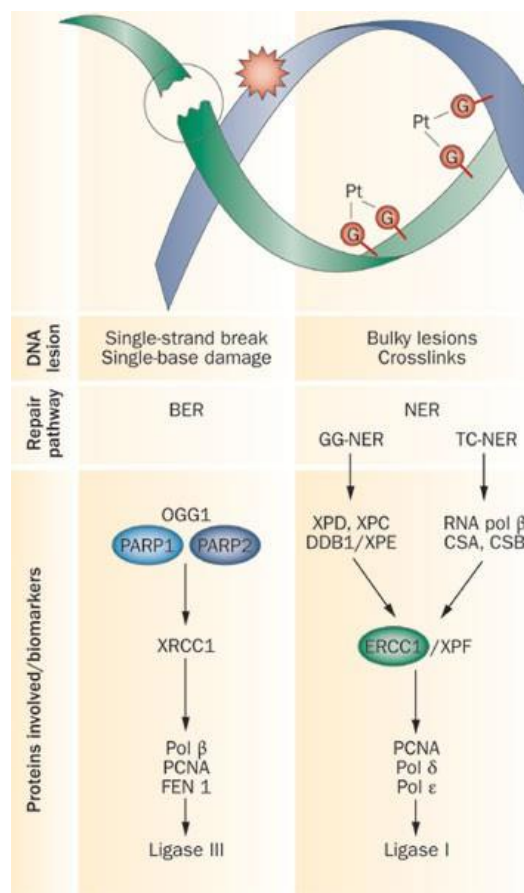 Pt
G
G
Pt
G
G
DNA lesion
Single-strand break
Single-base damage
Bulky lesions
Crosslinks
Repair pathway
BER
NER
GG-NER
TC-NER
Proteins involved/biomarkers
OGG1
PARP1
PARP2
XRCC1
Pol β
PCNA
FEN 1
Ligase III
XPD, XPC
DDB1/XPE
RNA pol β
CSA, CSB
ERCC1/XPF
PCNA
Pol δ
Pol ε
Ligase I